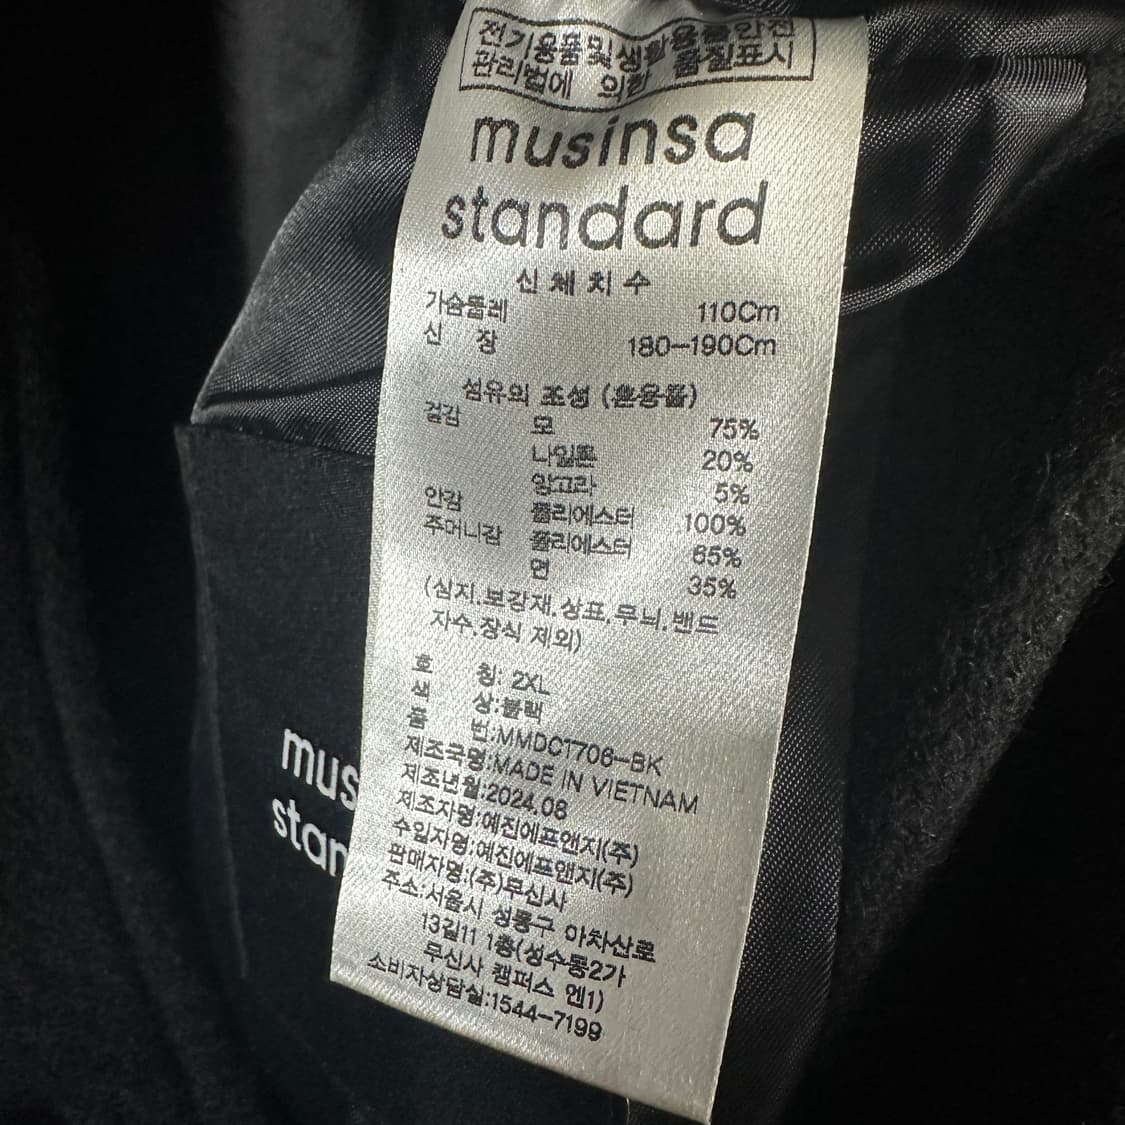 전기용품및생활용품안전
관리법에 의한 품질표시
musinsa
standard
신체치수
가슴둘레 110Cm
신 장 180-190Cm
섬유의 조성 (혼용률)
겉감 모 75%
나일론 20%
앙고라 5%
안감 폴리에스터 100%
주머니감 폴리에스터 65%
면 35%
(심지.보강재.상표.무늬.밴드
자수.장식 제외)
호 칭: 2XL
색 상:블랙
품 번:MMDC1706-BK
제조국명:MADE IN VIETNAM
제조년월:2024.08
제조자명:예진에프앤지(주)
수입자명:예진에프앤지(주)
판매자명:(주)무신사
주소:서울시 성동구 아차산로
13길11 1층(성수동2가
무신사 캠퍼스 엔1)
소비자상담실:1544-7199
mus
stan